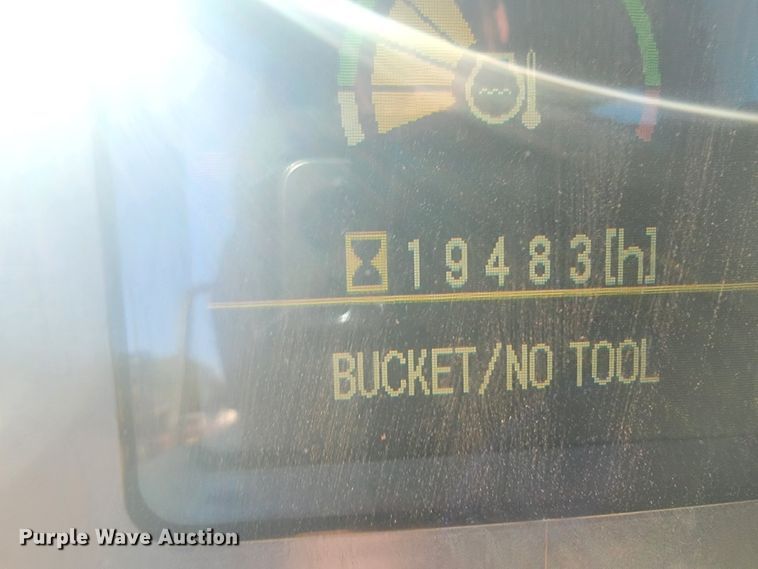 19483[h]
BUCKET/NO TOOL
Purple Wave Auction